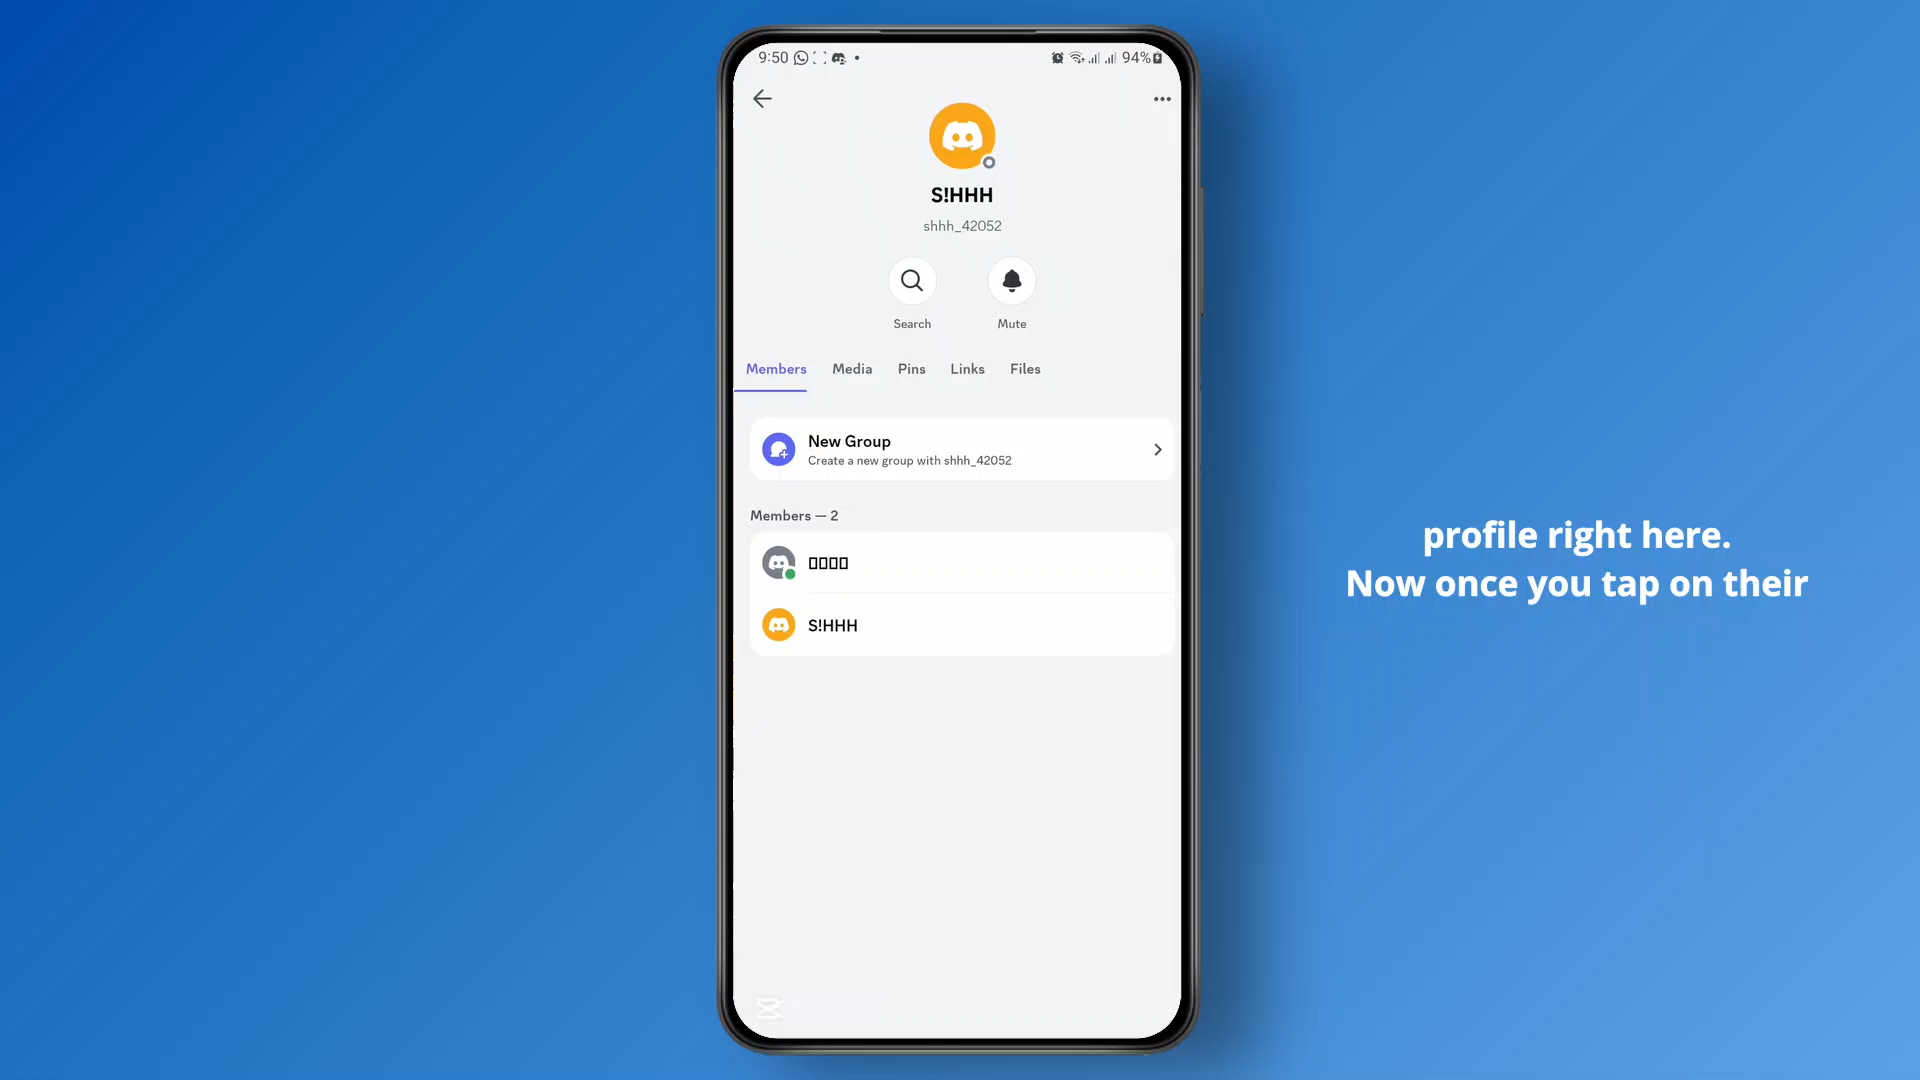 9:50
94%
S!HHH
shhh_42052
Search
Mute
Members
Media
Pins
Links
Files
New Group
Create a new group with shhh_42052
Members — 2
S!HHH
profile right here.
Now once you tap on their